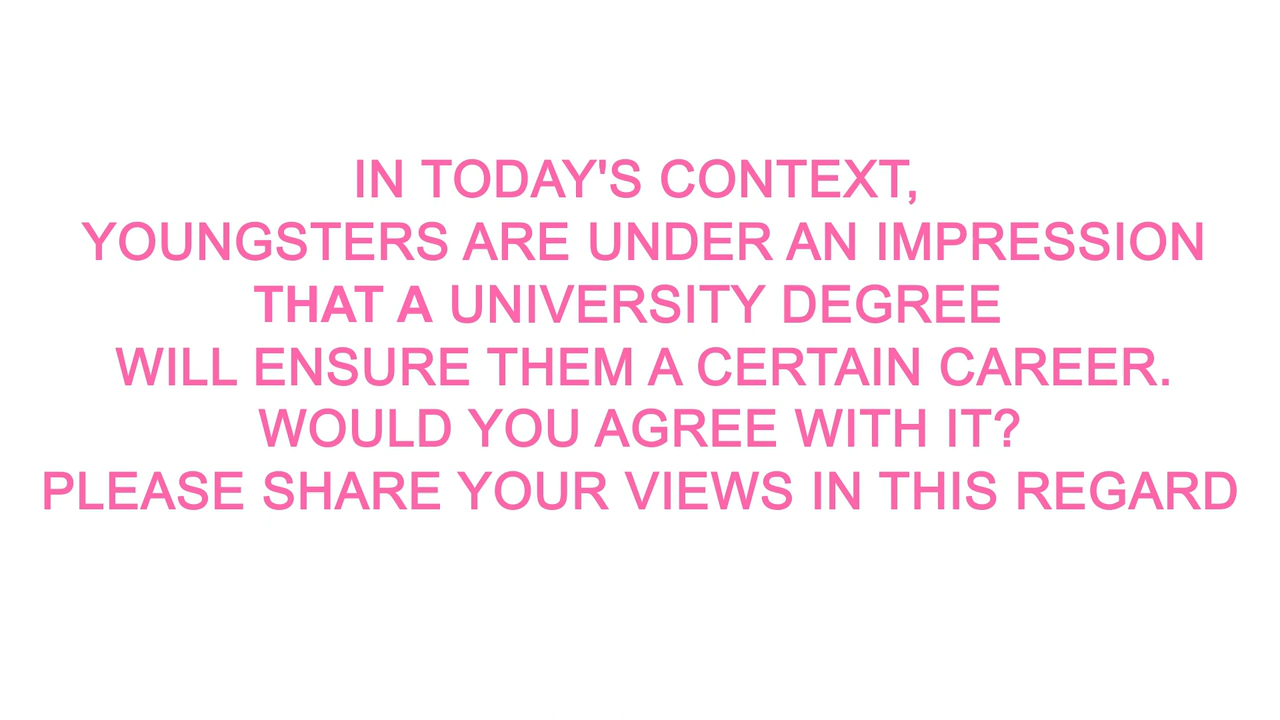 IN TODAY'S CONTEXT,
YOUNGSTERS ARE UNDER AN IMPRESSION
THAT A UNIVERSITY DEGREE
WILL ENSURE THEM A CERTAIN CAREER.
WOULD YOU AGREE WITH IT?
PLEASE SHARE YOUR VIEWS IN THIS REGARD